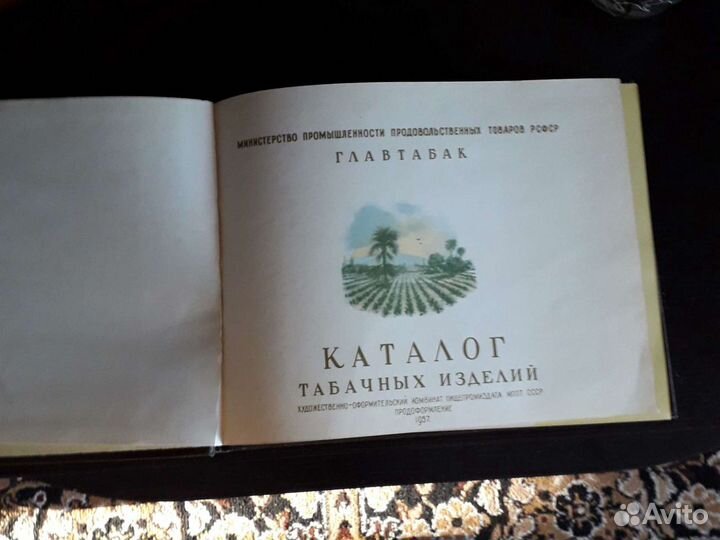 МИНИСТЕРСТВО ПРОМЫШЛЕННОСТИ ПРОДОВОЛЬСТВЕННЫХ ТОВАРОВ РСФСР
ГЛАВТАБАК
КАТАЛОГ
ТАБАЧНЫХ ИЗДЕЛИЙ
ХУДОЖЕСТВЕННО-ОФОРМИТЕЛЬСКИЙ КОМБИНАТ ПИЩЕПРОМИЗДАТА МППТ СССР
ПРОДОФОРМЛЕНИЕ
1957
Avito